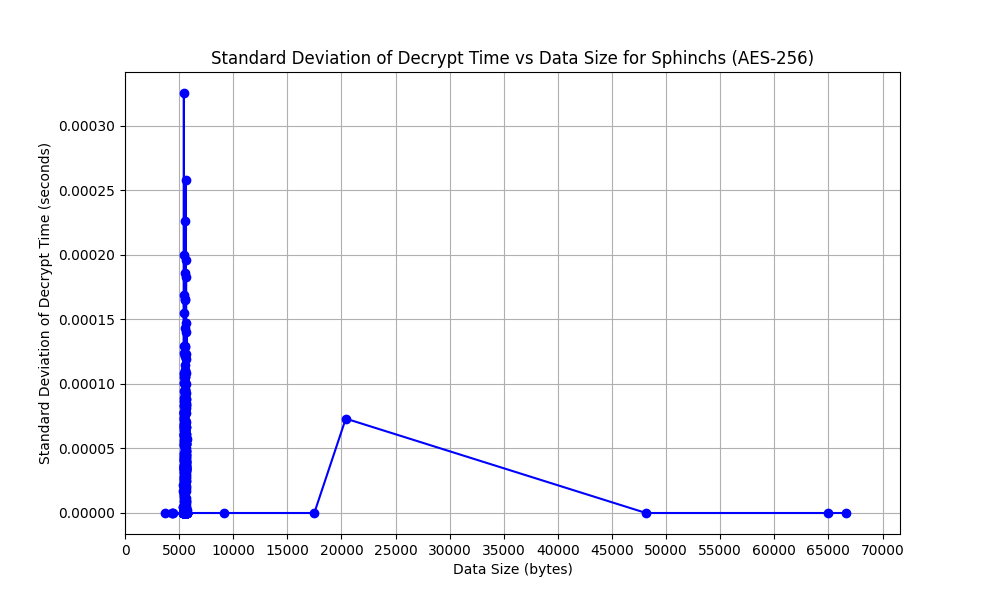 Standard Deviation of Decrypt Time vs Data Size for Sphinchs (AES-256)
Standard Deviation of Decrypt Time (seconds)
0.00030
0.00025
0.00020
0.00015
0.00010
0.00005
0.00000
0 5000 10000 15000 20000 25000 30000 35000 40000 45000 50000 55000 60000 65000 70000
Data Size (bytes)